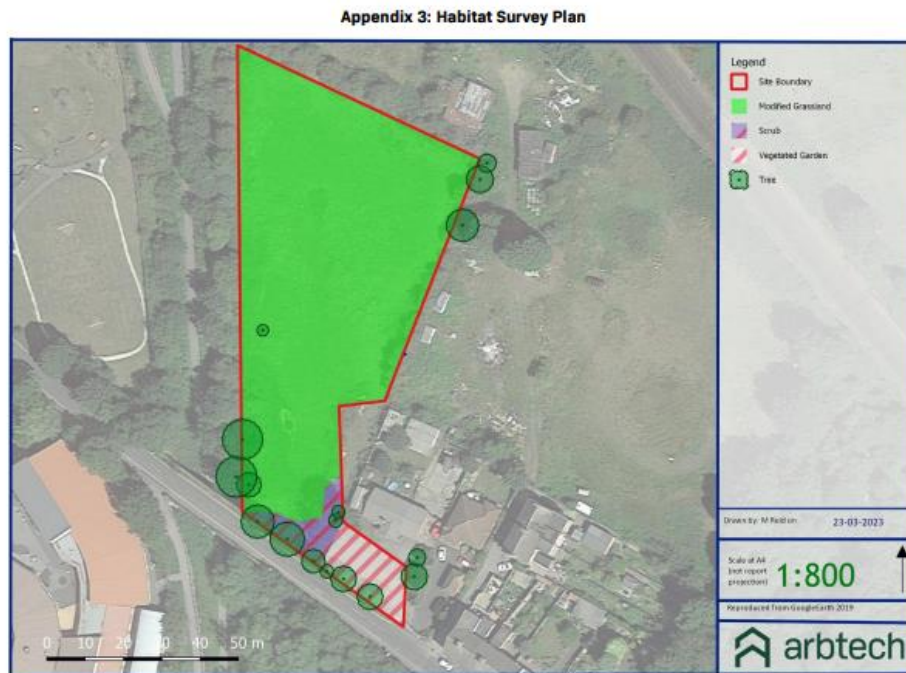 Appendix 3: Habitat Survey Plan
Legend
Site Boundary
Modified Grassland
Scrub
Vegetated Garden
Tree
Drawn by: M
23-03-2023
Scale at A4
(not report
projection)
1:800
Reproduced from GoogleEarth 2019
arbtech
0 10 20 30 40 50 m